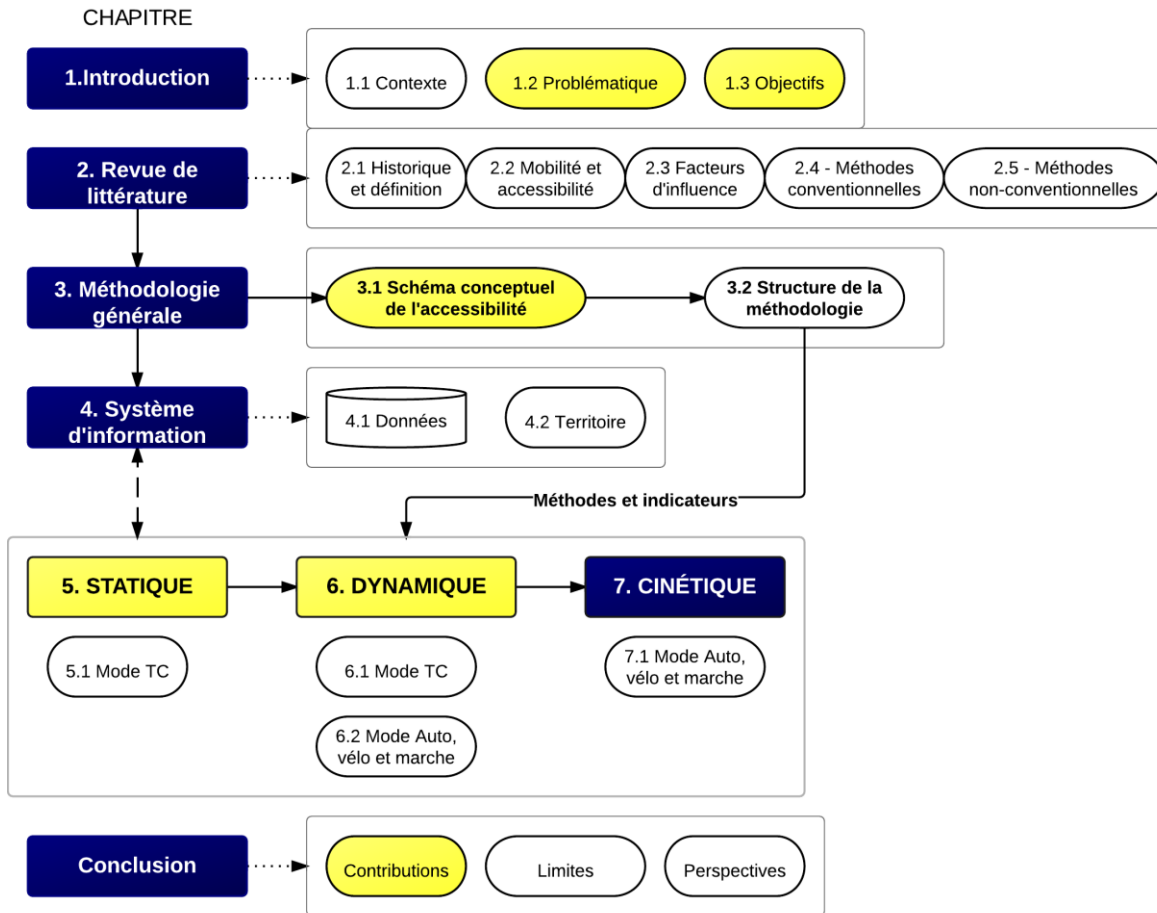 CHAPITRE
1.Introduction
1.1 Contexte
1.2 Problématique
1.3 Objectifs
2. Revue de
littérature
2.1 Historique
et définition
2.2 Mobilité et
accessibilité
2.3 Facteurs
d'influence
2.4 - Méthodes
conventionnelles
2.5 - Méthodes
non-conventionnelles
3. Méthodologie
générale
3.1 Schéma conceptuel
de l'accessibilité
3.2 Structure de la
méthodologie
4. Système
d'information
4.1 Données
4.2 Territoire
Méthodes et indicateurs
5. STATIQUE
6. DYNAMIQUE
7. CINÉTIQUE
5.1 Mode TC
6.1 Mode TC
7.1 Mode Auto,
vélo et marche
6.2 Mode Auto,
vélo et marche
Conclusion
Contributions
Limites
Perspectives